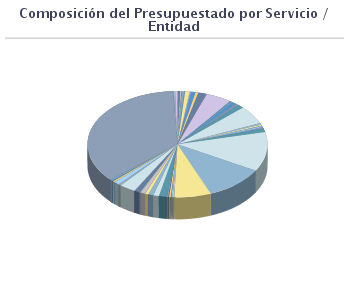 Composición del Presupuestado por Servicio /
Entidad